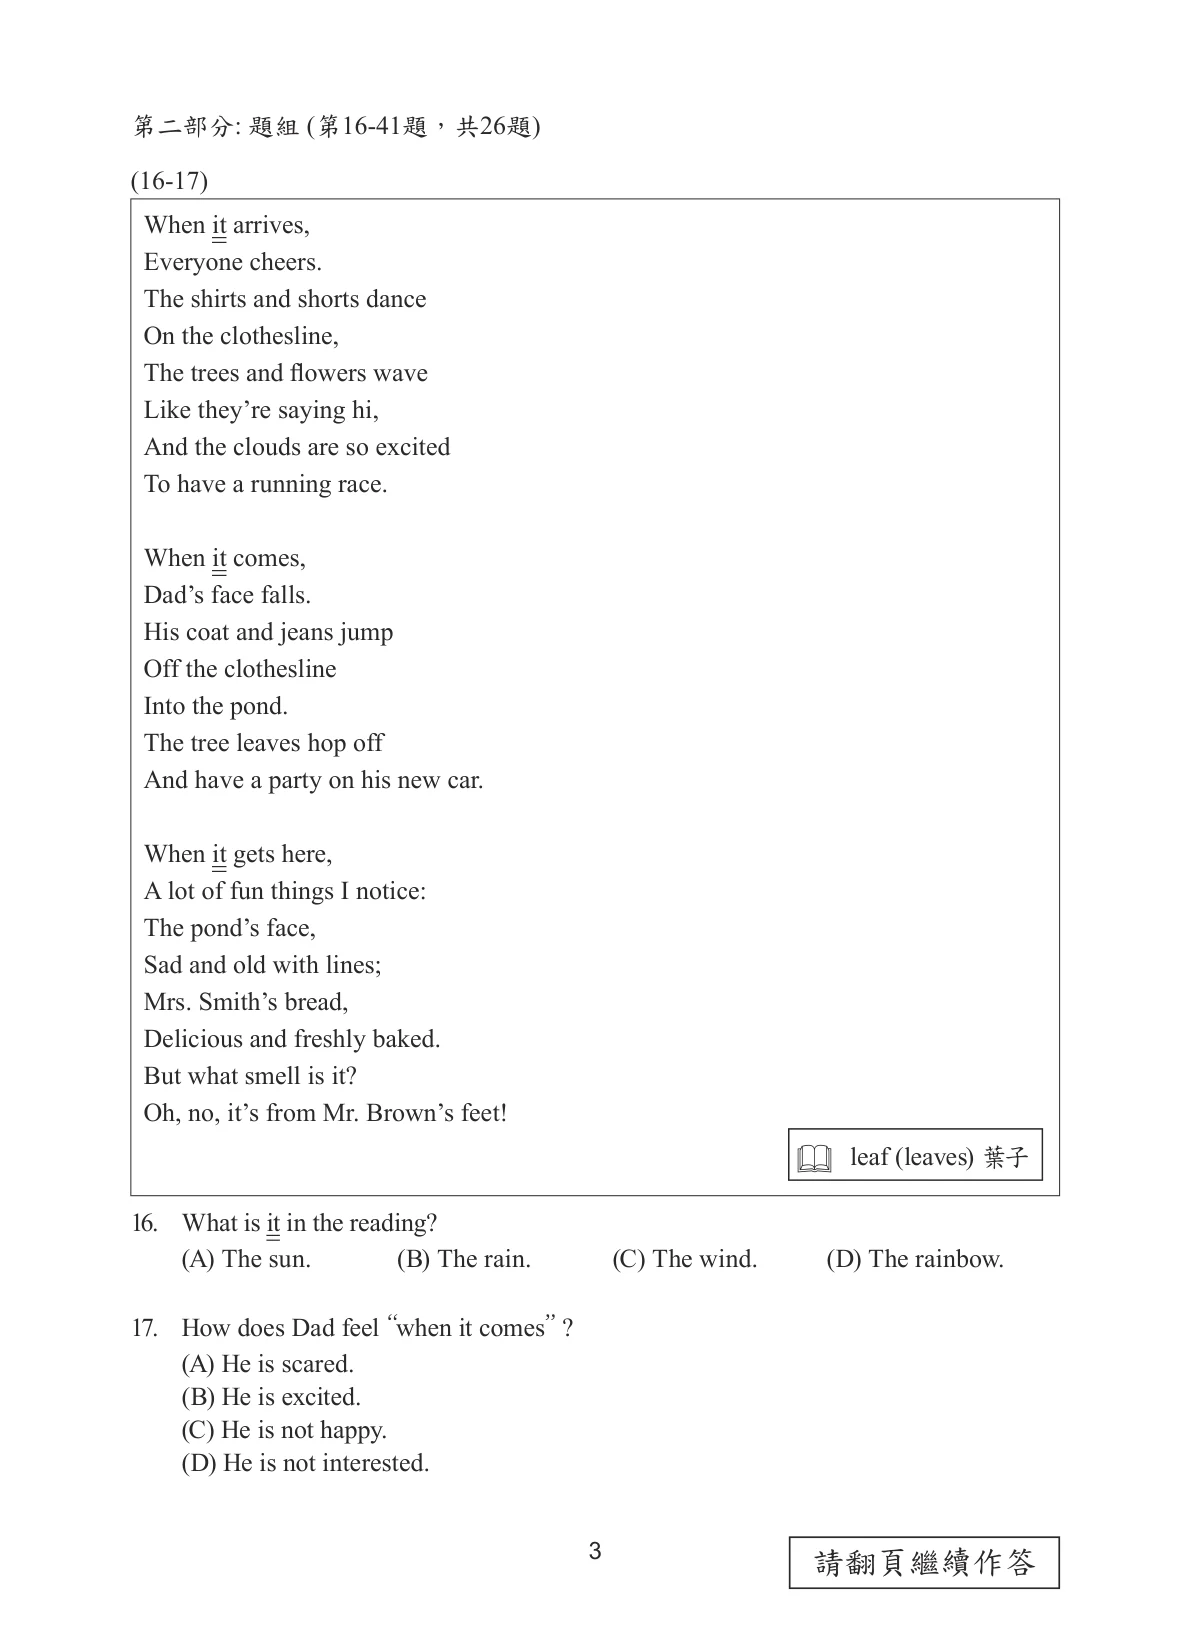 第二部分: 題組 (第16-41題，共26題)
(16-17)
When it arrives,
Everyone cheers.
The shirts and shorts dance
On the clothesline,
The trees and flowers wave
Like they’re saying hi,
And the clouds are so excited
To have a running race.
When it comes,
Dad’s face falls.
His coat and jeans jump
Off the clothesline
Into the pond.
The tree leaves hop off
And have a party on his new car.
When it gets here,
A lot of fun things I notice:
The pond’s face,
Sad and old with lines;
Mrs. Smith’s bread,
Delicious and freshly baked.
But what smell is it?
Oh, no, it’s from Mr. Brown’s feet!
leaf (leaves) 葉子
16. What is it in the reading?
(A) The sun. (B) The rain. (C) The wind. (D) The rainbow.
17. How does Dad feel “when it comes” ?
(A) He is scared.
(B) He is excited.
(C) He is not happy.
(D) He is not interested.
3
請翻頁繼續作答